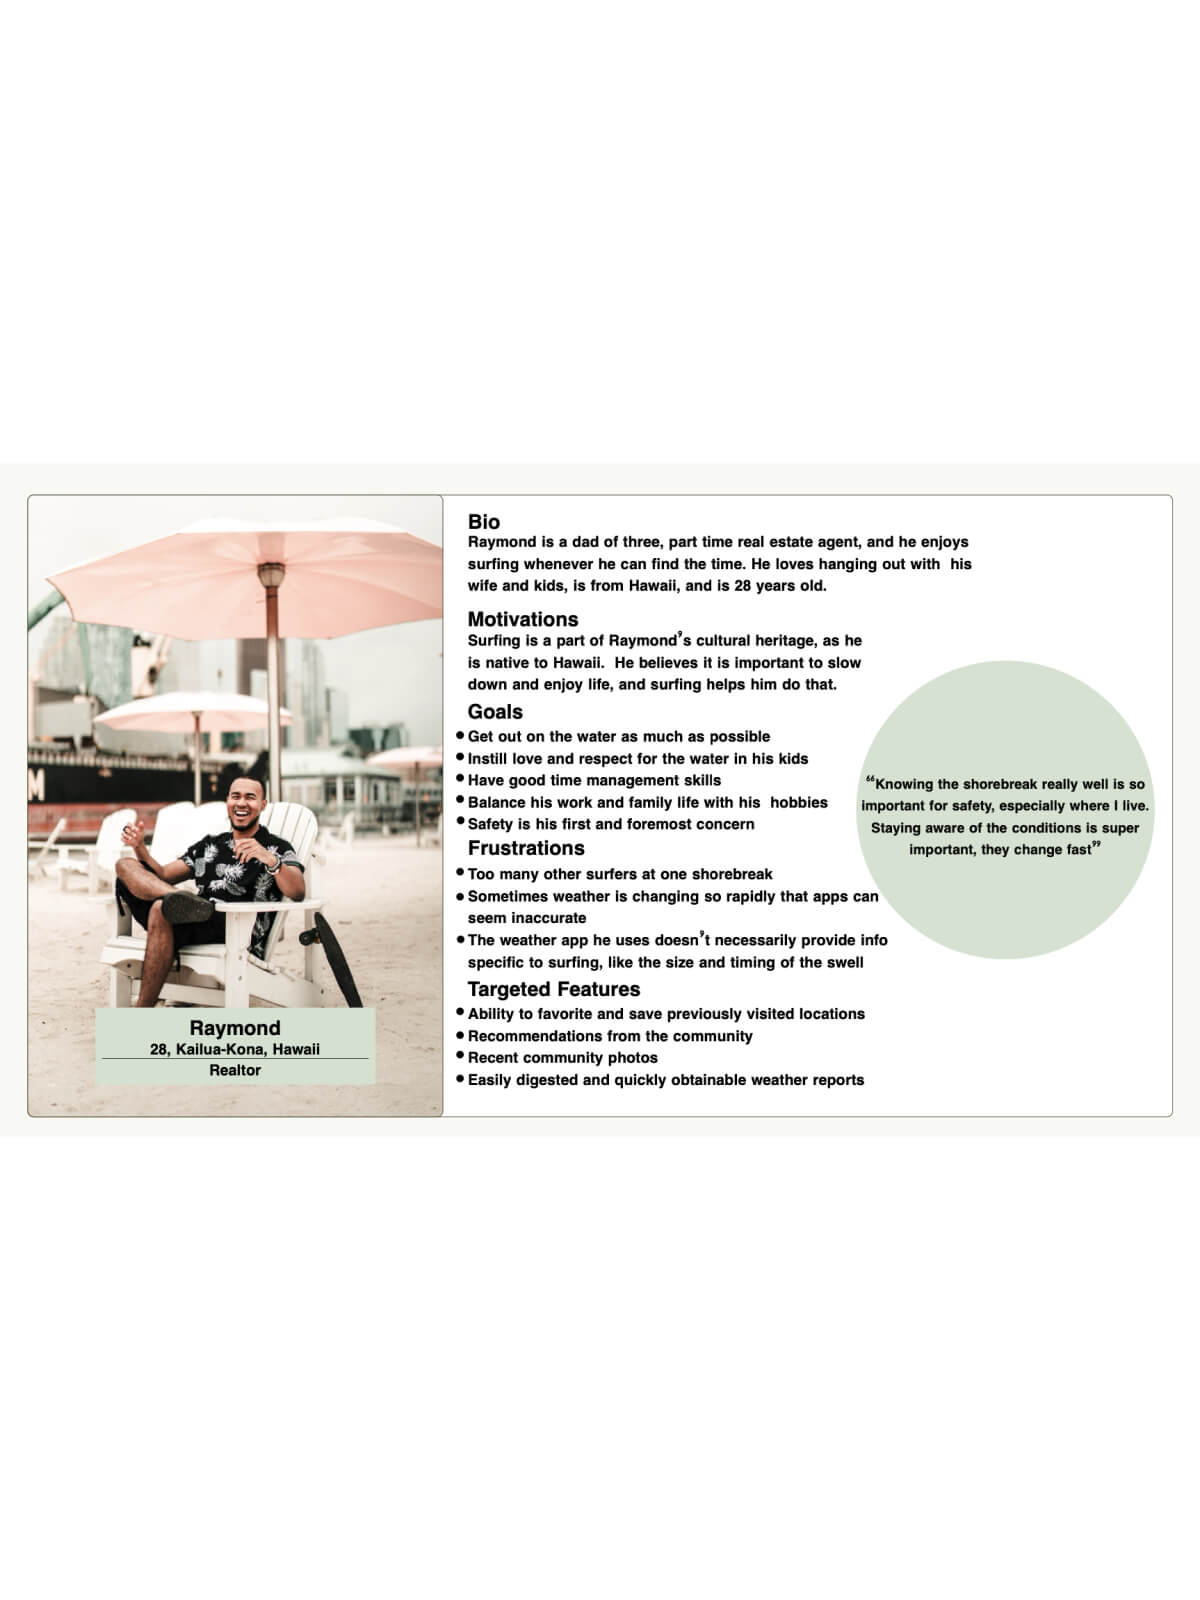 Bio
Raymond is a dad of three, part time real estate agent, and he enjoys
surfing whenever he can find the time. He loves hanging out with  his
wife and kids, is from Hawaii, and is 28 years old.
Motivations
Surfing is a part of Raymond’s cultural heritage, as he
is native to Hawaii.  He believes it is important to slow
down and enjoy life, and surfing helps him do that.
Goals
• Get out on the water as much as possible
• Instill love and respect for the water in his kids
• Have good time management skills
• Balance his work and family life with his  hobbies
• Safety is his first and foremost concern
Frustrations
• Too many other surfers at one shorebreak
• Sometimes weather is changing so rapidly that apps can
seem inaccurate
• The weather app he uses doesn’t necessarily provide info
specific to surfing, like the size and timing of the swell
Targeted Features
• Ability to favorite and save previously visited locations
• Recommendations from the community
• Recent community photos
• Easily digested and quickly obtainable weather reports
“Knowing the shorebreak really well is so
important for safety, especially where I live.
Staying aware of the conditions is super
important, they change fast”
M
Raymond
28, Kailua-Kona, Hawaii
Realtor